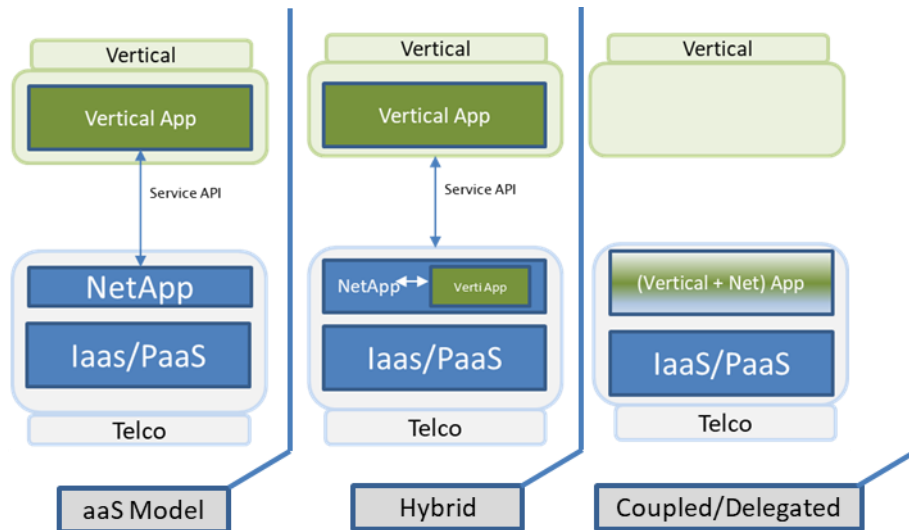 Vertical
Vertical App
Service API
NetApp
Iaas/PaaS
Telco
aaS Model
Vertical
Vertical App
Service API
NetApp
Verti App
Iaas/PaaS
Telco
Hybrid
Vertical
(Vertical + Net) App
IaaS/PaaS
Telco
Coupled/Delegated